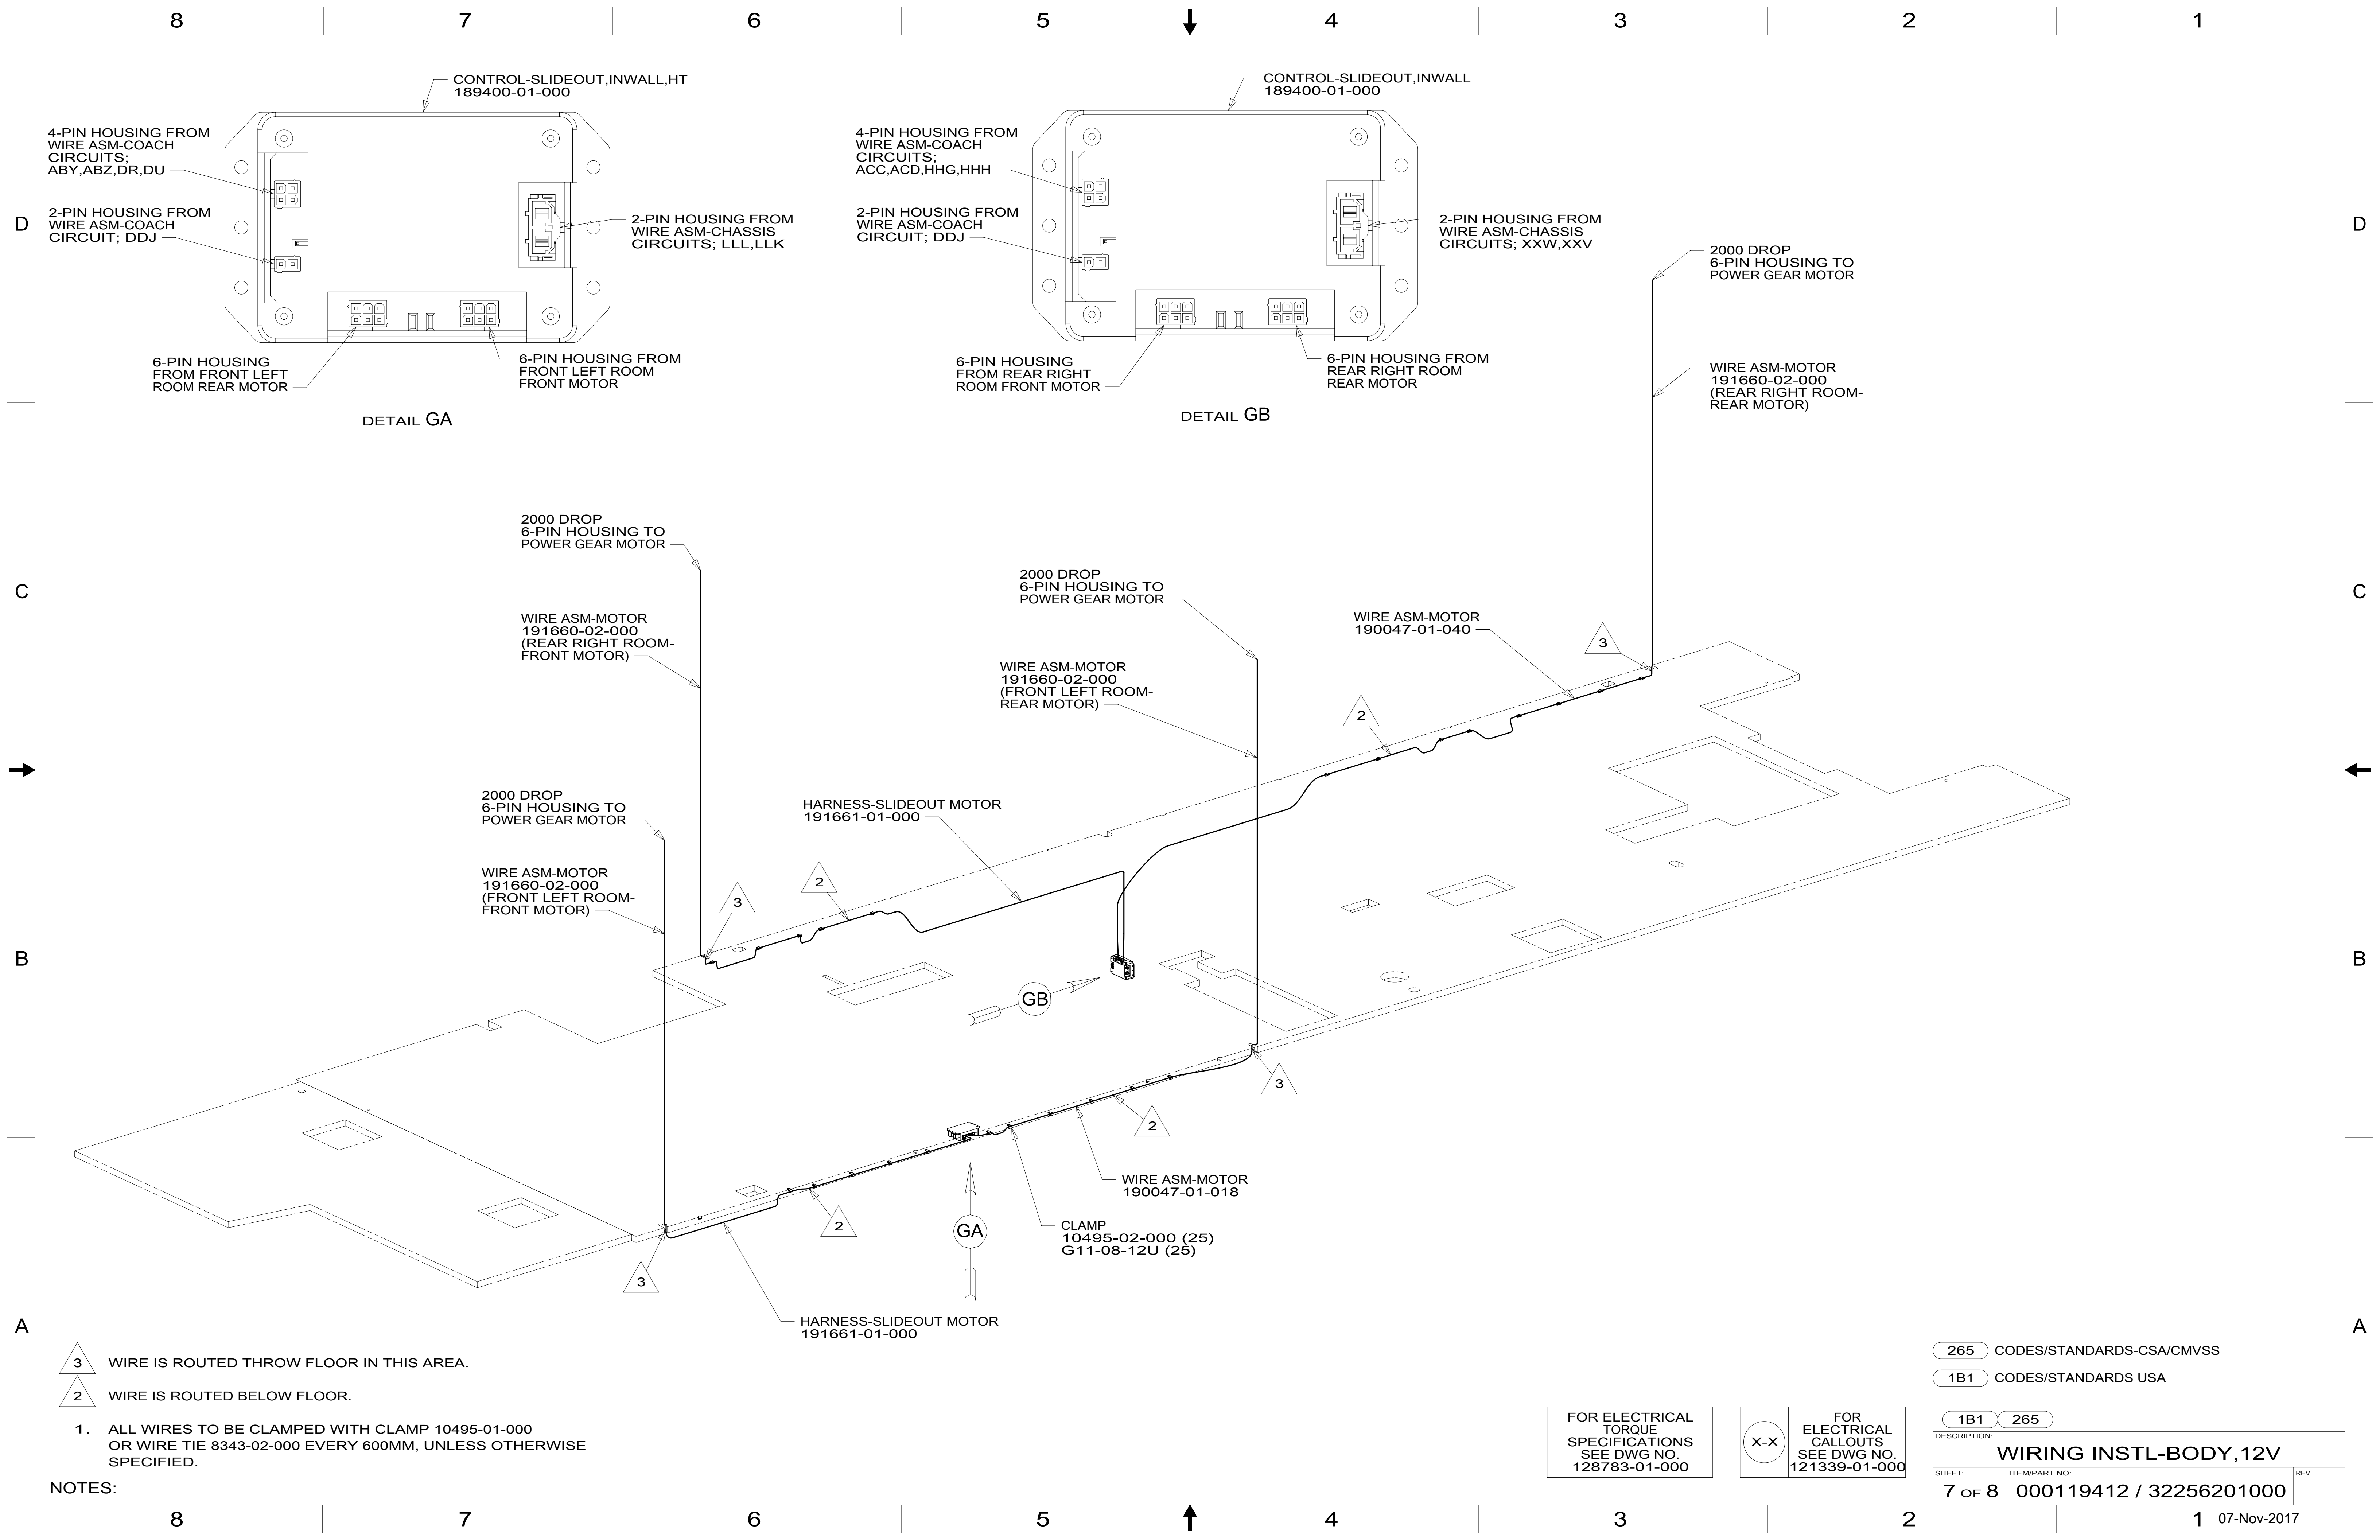 8 7 6 5 4 3 2 1
CONTROL-SLIDEOUT,INWALL,HT
189400-01-000
4-PIN HOUSING FROM
WIRE ASM-COACH
CIRCUITS;
ABY,ABZ,DR,DU
2-PIN HOUSING FROM
WIRE ASM-COACH
CIRCUIT; DDJ
2-PIN HOUSING FROM
WIRE ASM-CHASSIS
CIRCUITS; LLL,LLK
6-PIN HOUSING
FROM FRONT LEFT
ROOM REAR MOTOR
6-PIN HOUSING FROM
FRONT LEFT ROOM
FRONT MOTOR
DETAIL GA
CONTROL-SLIDEOUT,INWALL
189400-01-000
4-PIN HOUSING FROM
WIRE ASM-COACH
CIRCUITS;
ACC,ACD,HHG,HHH
2-PIN HOUSING FROM
WIRE ASM-COACH
CIRCUIT; DDJ
2-PIN HOUSING FROM
WIRE ASM-CHASSIS
CIRCUITS; XXW,XXV
6-PIN HOUSING
FROM REAR RIGHT
ROOM FRONT MOTOR
6-PIN HOUSING FROM
REAR RIGHT ROOM
REAR MOTOR
DETAIL GB
D
D
2000 DROP
6-PIN HOUSING TO
POWER GEAR MOTOR
WIRE ASM-MOTOR
191660-02-000
(REAR RIGHT ROOM-
REAR MOTOR)
2000 DROP
6-PIN HOUSING TO
POWER GEAR MOTOR
WIRE ASM-MOTOR
191660-02-000
(REAR RIGHT ROOM-
FRONT MOTOR)
2000 DROP
6-PIN HOUSING TO
POWER GEAR MOTOR
WIRE ASM-MOTOR
191660-02-000
(FRONT LEFT ROOM-
REAR MOTOR)
WIRE ASM-MOTOR
190047-01-040
3
2
C
C
2000 DROP
6-PIN HOUSING TO
POWER GEAR MOTOR
WIRE ASM-MOTOR
191660-02-000
(FRONT LEFT ROOM-
FRONT MOTOR)
HARNESS-SLIDEOUT MOTOR
191661-01-000
2
3
GB
B
B
3
2
WIRE ASM-MOTOR
190047-01-018
CLAMP
10495-02-000 (25)
G11-08-12U (25)
GA
2
3
HARNESS-SLIDEOUT MOTOR
191661-01-000
A
A
3 WIRE IS ROUTED THROW FLOOR IN THIS AREA.
2 WIRE IS ROUTED BELOW FLOOR.
1. ALL WIRES TO BE CLAMPED WITH CLAMP 10495-01-000
OR WIRE TIE 8343-02-000 EVERY 600MM, UNLESS OTHERWISE
SPECIFIED.
NOTES:
FOR ELECTRICAL
TORQUE
SPECIFICATIONS
SEE DWG NO.
128783-01-000
X-X
FOR
ELECTRICAL
CALLOUTS
SEE DWG NO.
121339-01-000
265 CODES/STANDARDS-CSA/CMVSS
1B1 CODES/STANDARDS USA
1B1 265
DESCRIPTION:
WIRING INSTL-BODY,12V
SHEET:
7 OF 8
ITEM/PART NO:
000119412 / 32256201000
REV
8 7 6 5 4 3 2 1
07-Nov-2017